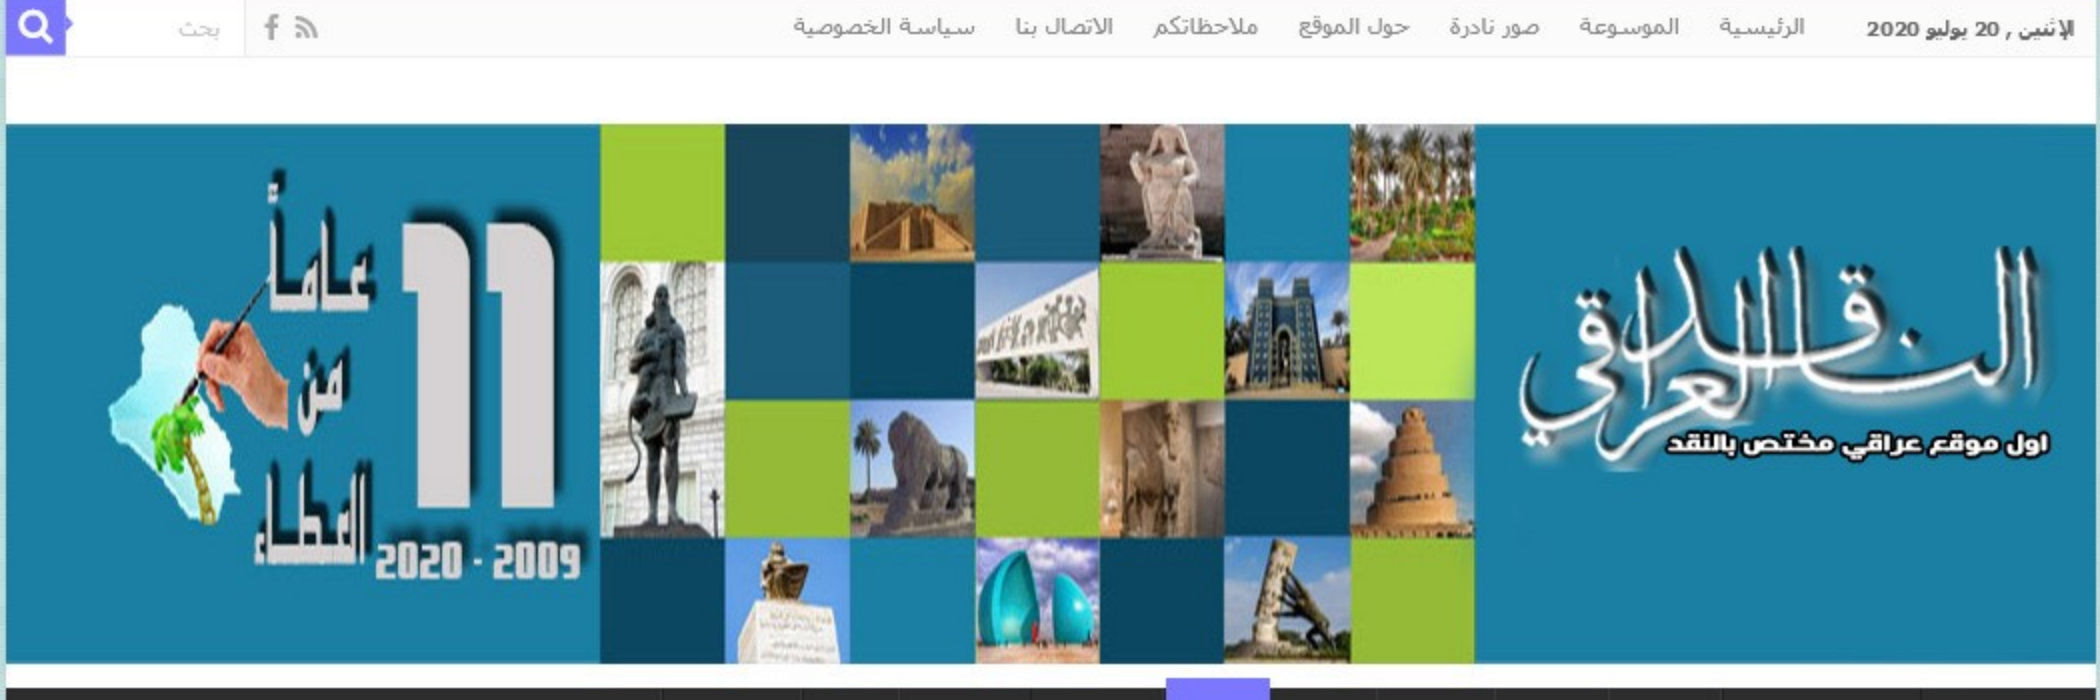 الإثنين , 20 يوليو 2020
الرئيسية
الموسوعة
صور نادرة
حول الموقع
ملاحظاتكم
الاتصال بنا
سياسة الخصوصية
بحث
الناقد العراقي
اول موقع عراقي مختص بالنقد
11
عاماً
من
العطاء
2009 - 2020